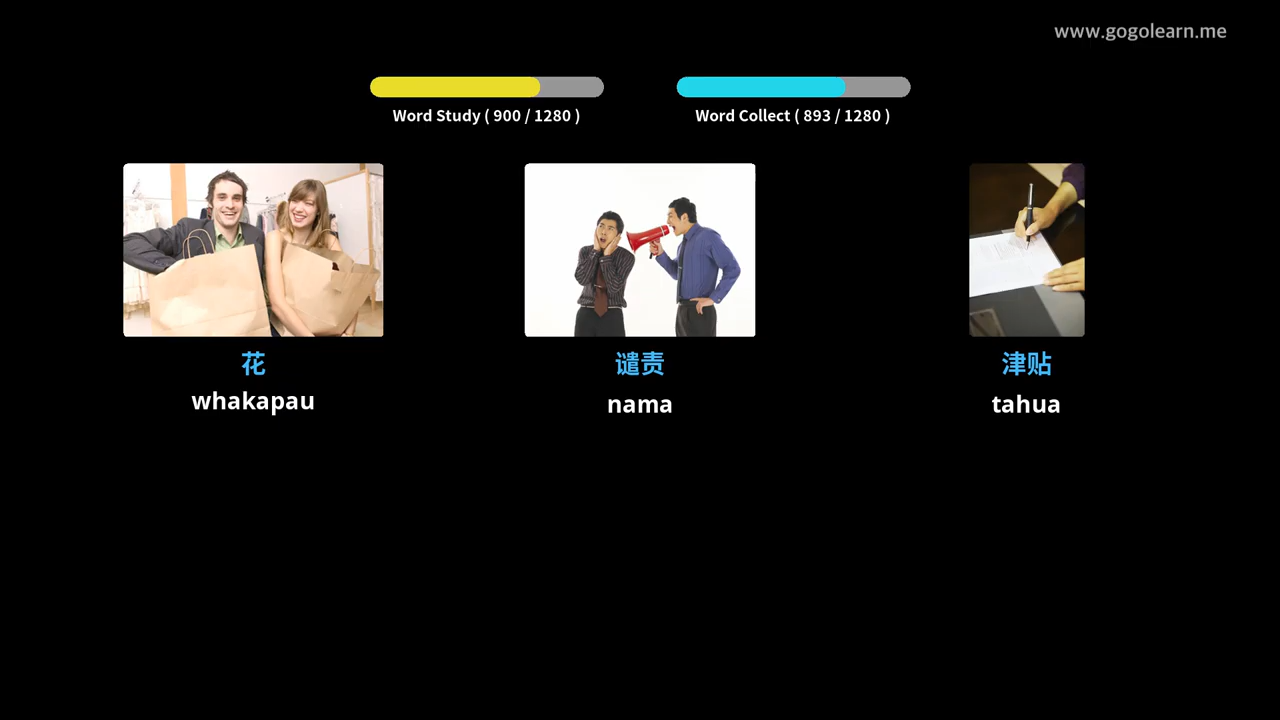 www.gogolearn.me
Word Study ( 900 / 1280 )
Word Collect ( 893 / 1280 )
花
whakapau
谴责
nama
津贴
tahua